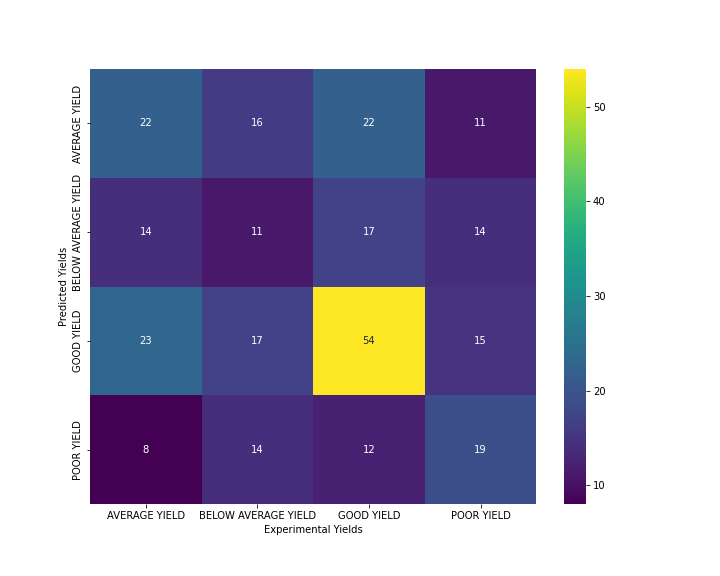 AVERAGE YIELD
22 16 22 11
BELOW AVERAGE YIELD
14 11 17 14
GOOD YIELD
23 17 54 15
POOR YIELD
8 14 12 19
Predicted Yields
AVERAGE YIELD BELOW AVERAGE YIELD GOOD YIELD POOR YIELD
Experimental Yields
50
40
30
20
10